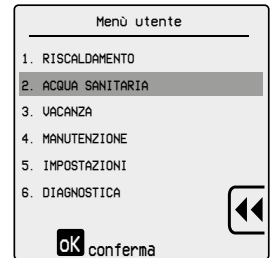 Menù utente
1. RISCALDAMENTO
2. ACQUA SANITARIA
3. VACANZA
4. MANUTENZIONE
5. IMPOSTAZIONI
6. DIAGNOSTICA
oK conferma